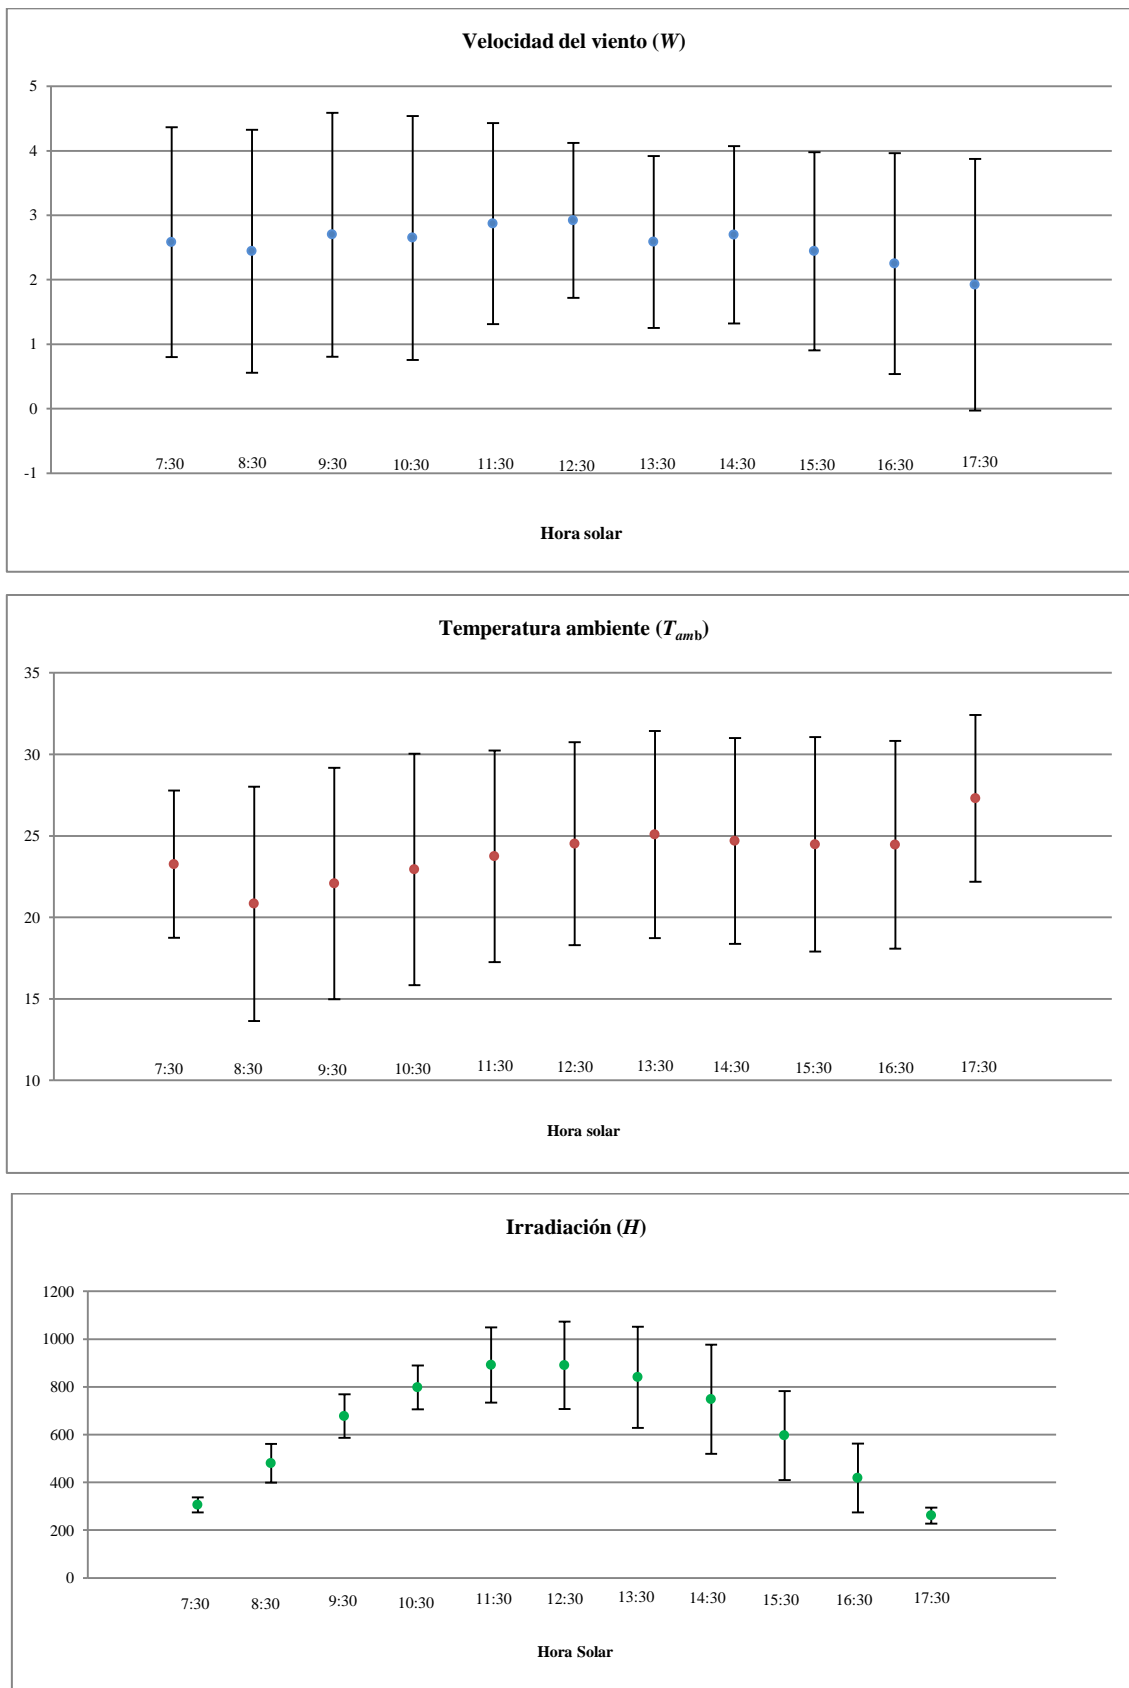 Velocidad del viento (W)
5
4
3
2
1
0
-1
7:30 8:30 9:30 10:30 11:30 12:30 13:30 14:30 15:30 16:30 17:30
Hora solar
Temperatura ambiente (Tamb)
35
30
25
20
15
10
7:30 8:30 9:30 10:30 11:30 12:30 13:30 14:30 15:30 16:30 17:30
Hora solar
Irradiación (H)
1200
1000
800
600
400
200
0
7:30 8:30 9:30 10:30 11:30 12:30 13:30 14:30 15:30 16:30 17:30
Hora Solar